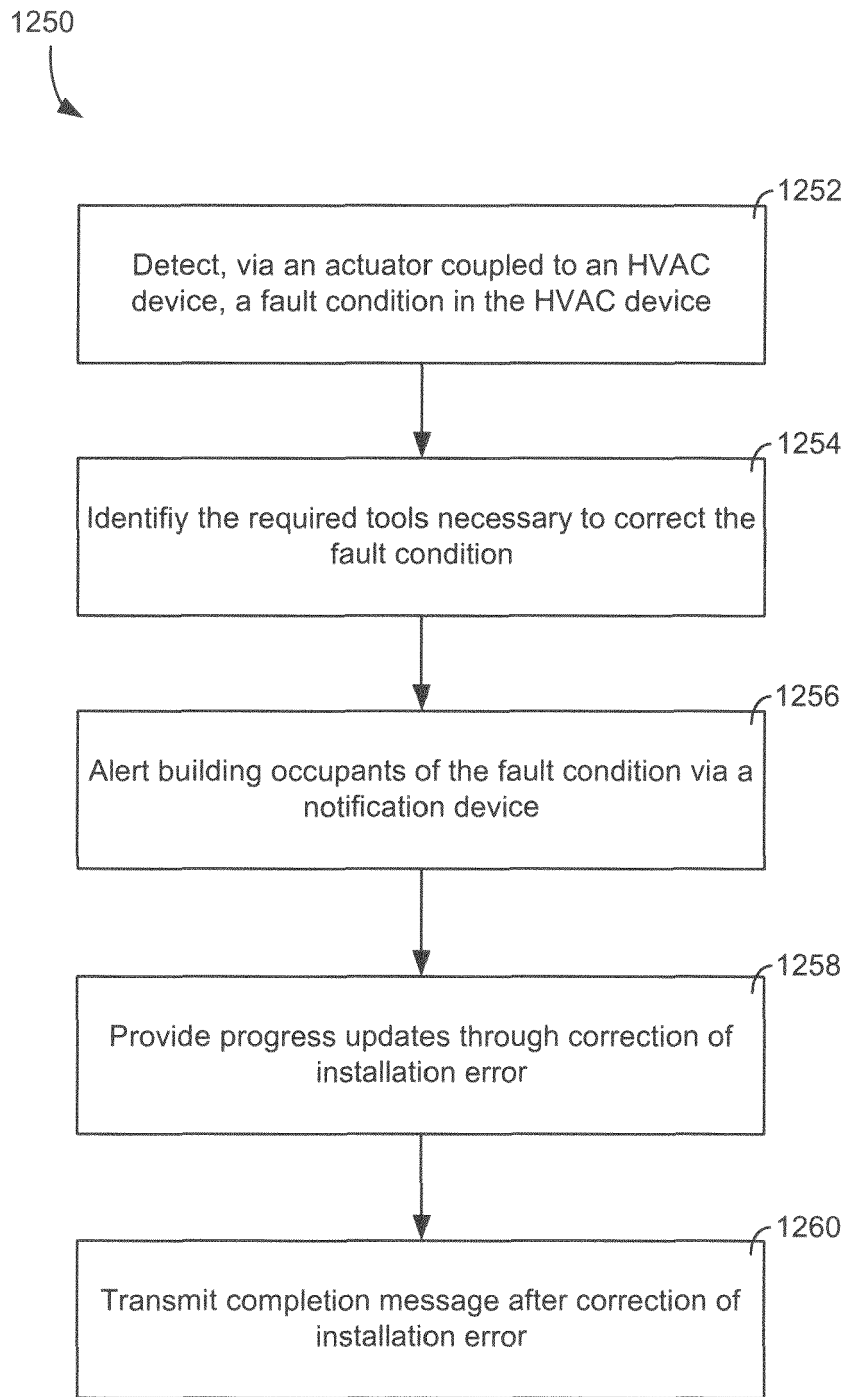 1250
1252
Detect, via an actuator coupled to an HVAC
device, a fault condition in the HVAC device
1254
Identifiy the required tools necessary to correct the
fault condition
1256
Alert building occupants of the fault condition via a
notification device
1258
Provide progress updates through correction of
installation error
1260
Transmit completion message after correction of
installation error